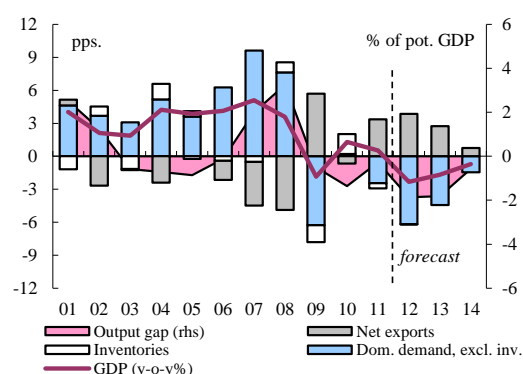 pps. % of pot. GDP
12 6
9
6 4
3 2
0 0
-3 -2
-6
-9 -4
-12 -6
forecast
01 02 03 04 05 06 07 08 09 10 11 12 13 14
Output gap (rhs) Net exports
Inventories Dom. demand, excl. inv.
GDP (y-o-y%)